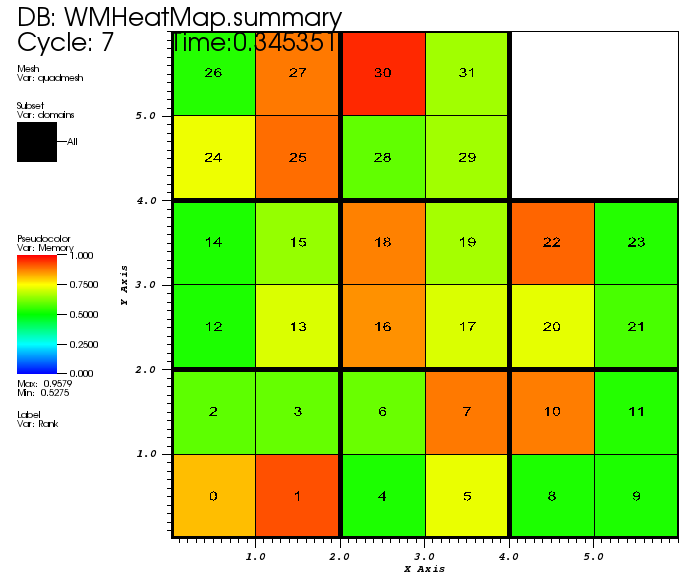 DB: WMHeatMap.summary
Cycle: 7 Time:0.345351
Mesh
Var: quadmesh
Subset
Var: domains
All
Pseudocolor
Var: Memory
1.000
0.7500
0.5000
0.2500
0.000
Max: 0.9579
Min: 0.5275
Label
Var: Rank
26 27 30 31
5.0
24 25 28 29
4.0
14 15 18 19 22 23
3.0
Y Axis
12 13 16 17 20 21
2.0
2 3 6 7 10 11
1.0
0 1 4 5 8 9
1.0 2.0 3.0 4.0 5.0
X Axis